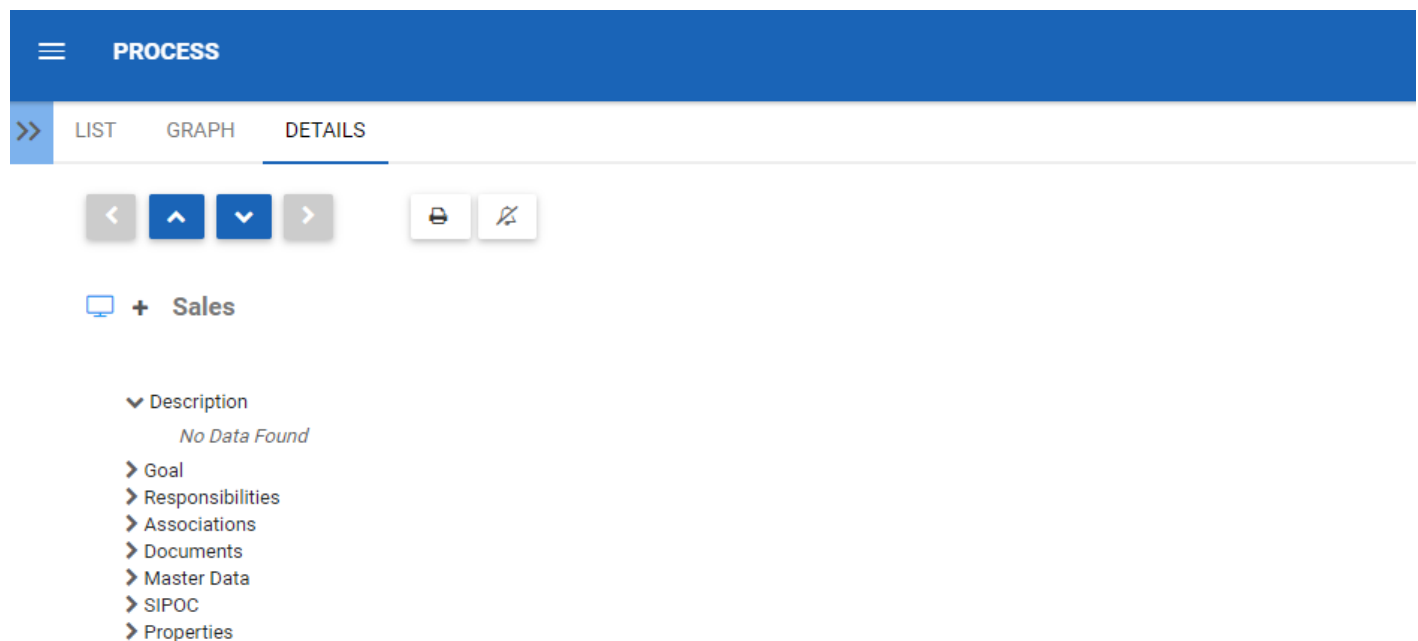 PROCESS
LIST GRAPH DETAILS
+ Sales
Description
No Data Found
Goal
Responsibilities
Associations
Documents
Master Data
SIPOC
Properties